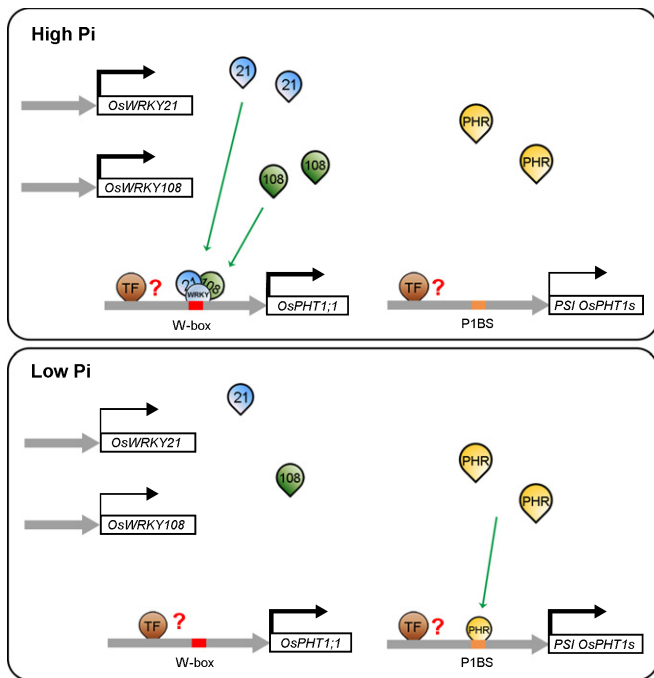 High Pi
21
21
OsWRKY21
PHR
PHR
108
108
OsWRKY108
TF
?
21
108
WRKY
OsPHT1;1
W-box
TF
?
PSI OsPHT1s
P1BS
Low Pi
21
OsWRKY21
PHR
108
PHR
OsWRKY108
TF
?
OsPHT1;1
W-box
TF
?
PHR
PSI OsPHT1s
P1BS